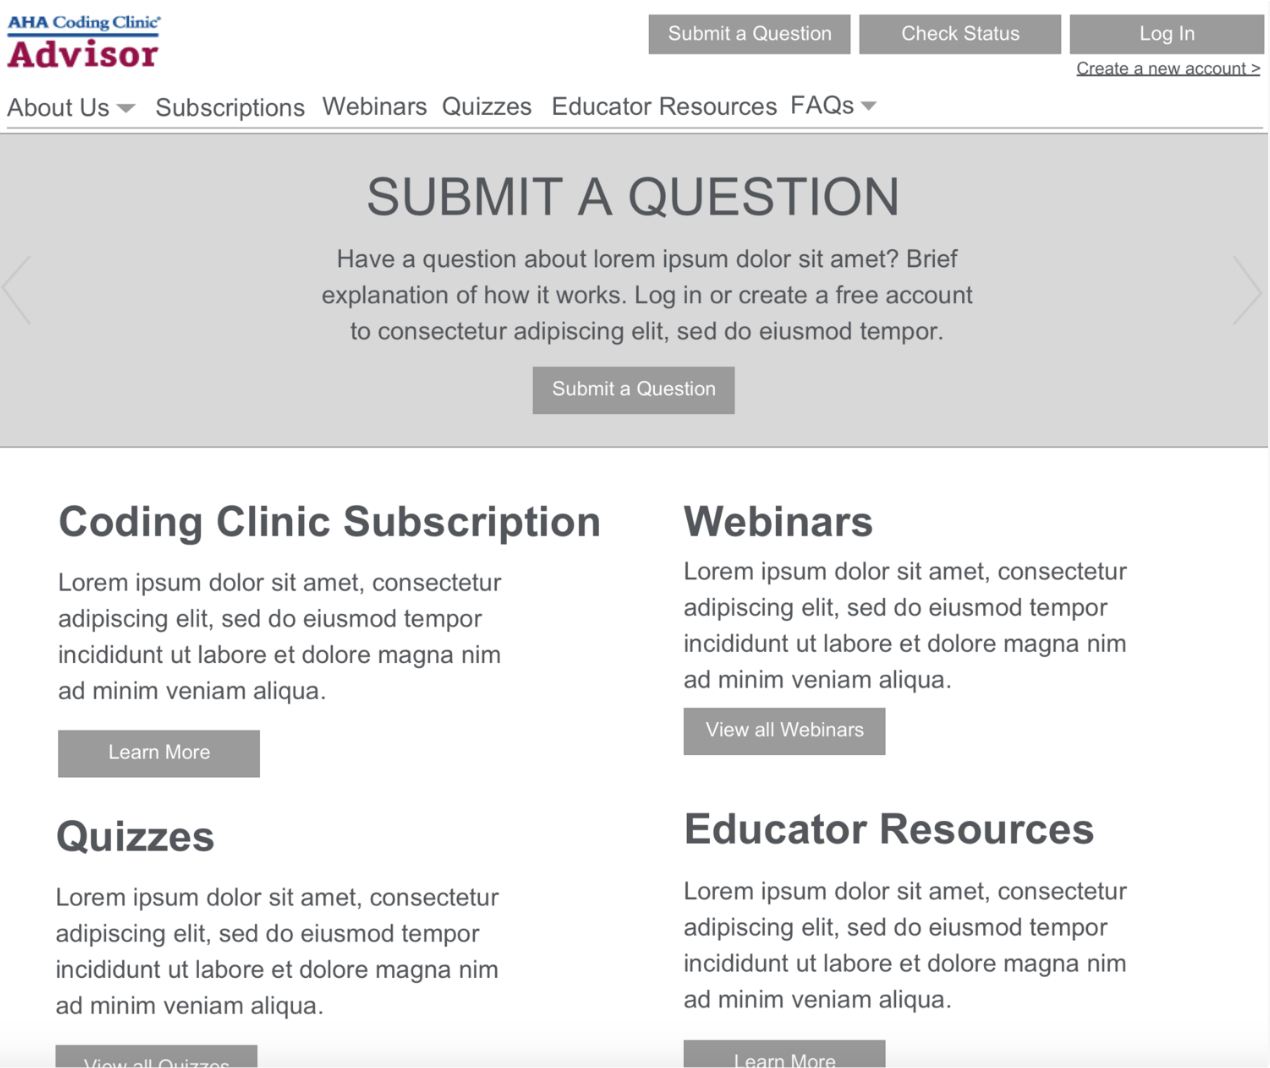 AHA Coding Clinic®
Advisor
Submit a Question
Check Status
Log In
Create a new account >
About Us
Subscriptions
Webinars
Quizzes
Educator Resources
FAQs
SUBMIT A QUESTION
Have a question about lorem ipsum dolor sit amet? Brief
explanation of how it works. Log in or create a free account
to consectetur adipiscing elit, sed do eiusmod tempor.
Submit a Question
Coding Clinic Subscription
Lorem ipsum dolor sit amet, consectetur
adipiscing elit, sed do eiusmod tempor
incididunt ut labore et dolore magna nim
ad minim veniam aliqua.
Learn More
Webinars
Lorem ipsum dolor sit amet, consectetur
adipiscing elit, sed do eiusmod tempor
incididunt ut labore et dolore magna nim
ad minim veniam aliqua.
View all Webinars
Quizzes
Lorem ipsum dolor sit amet, consectetur
adipiscing elit, sed do eiusmod tempor
incididunt ut labore et dolore magna nim
ad minim veniam aliqua.
View all Quizzes
Educator Resources
Lorem ipsum dolor sit amet, consectetur
adipiscing elit, sed do eiusmod tempor
incididunt ut labore et dolore magna nim
ad minim veniam aliqua.
Learn More